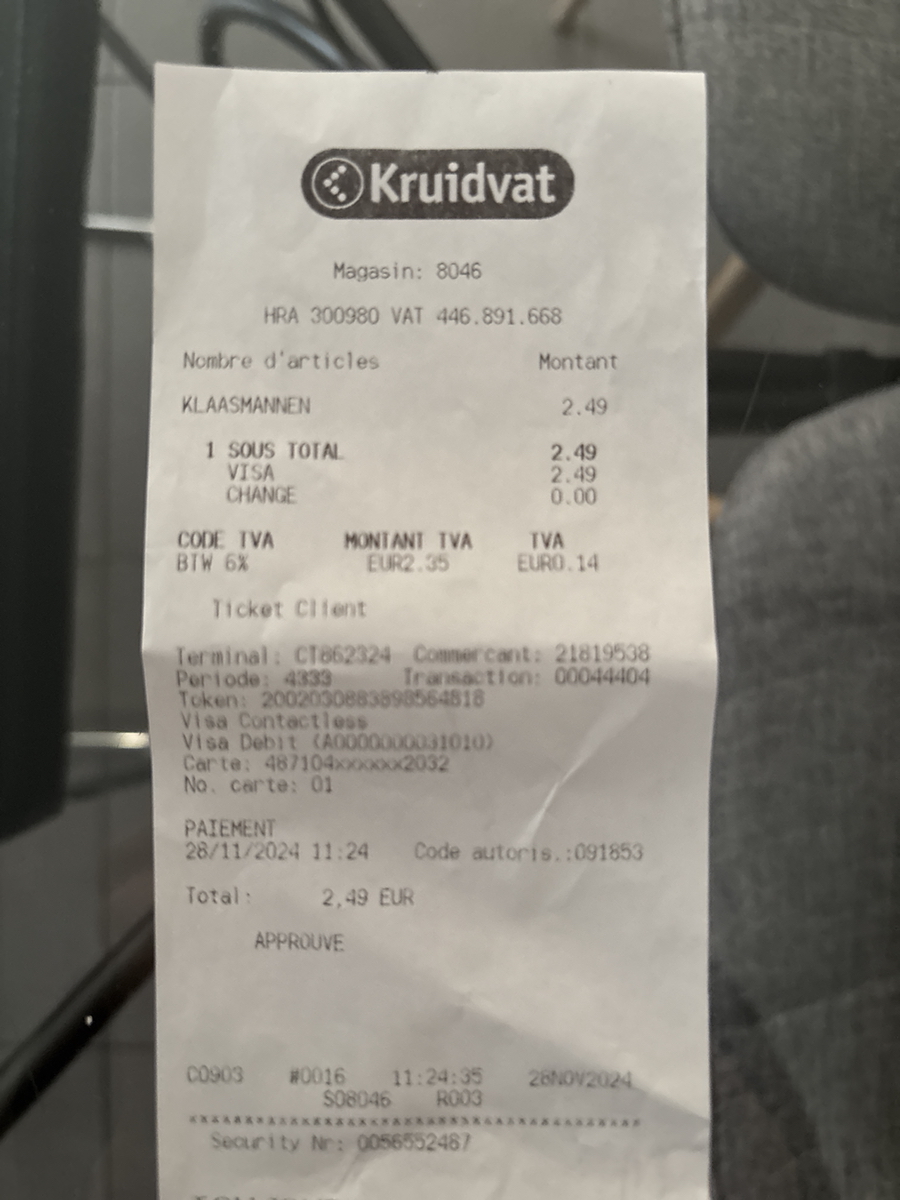 Kruidvat
Magasin: 8046
HRA 300980 VAT 446.891.668
Nombre d'articles Montant
KLAASMANNEN 2.49
1 SOUS TOTAL 2.49
VISA 2.49
CHANGE 0.00
CODE TVA MONTANT TVA TVA
BTW 6% EUR2.35 EUR0.14
Ticket Client
Terminal: CT862324 Commercant: 21819538
Periode: 4333 Transaction: 00044404
Token: 2002030883898564818
Visa Contactless
Visa Debit (A0000000031010)
Carte: 487104xxxxxx2032
No. carte: 01
PAIEMENT
28/11/2024 11:24 Code autoris.:091853
Total: 2,49 EUR
APPROUVE
C0903 #0016 11:24:35 28NOV2024
S08046 R003
Security Nr: 0056552487